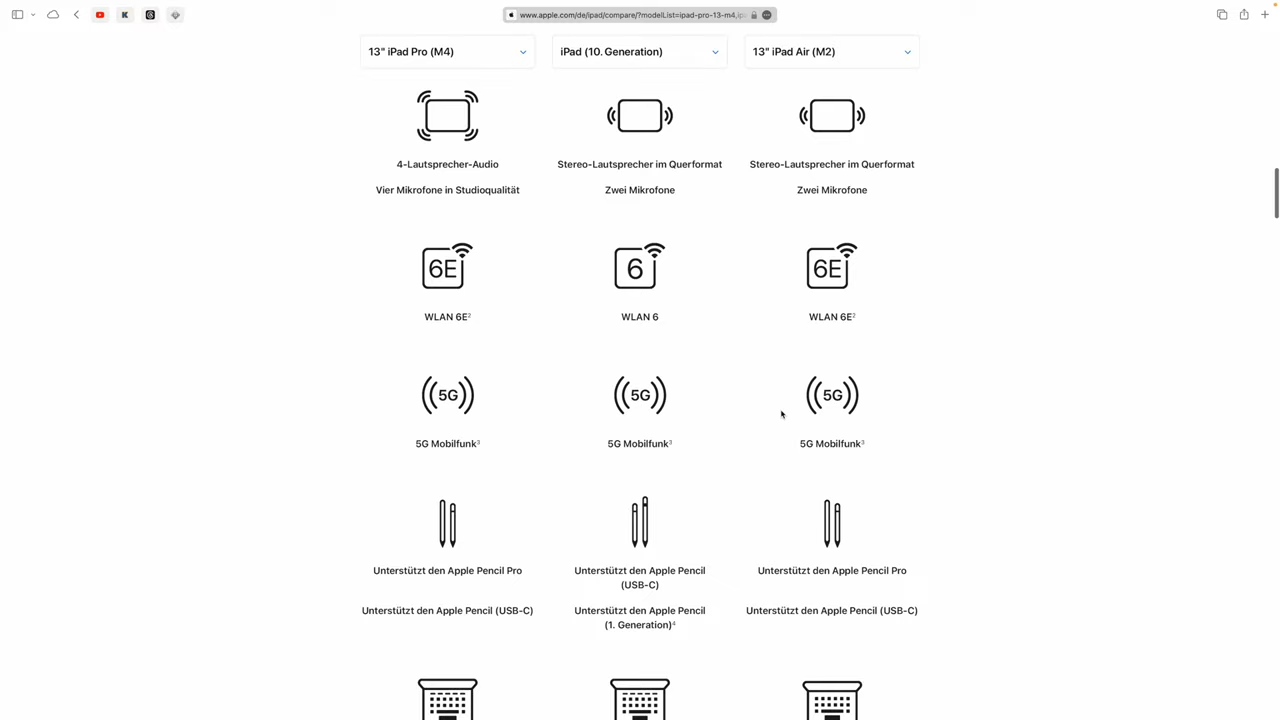 www.apple.com/de/ipad/compare/?modelList=ipad-pro-13-m4,ip
13" iPad Pro (M4)
iPad (10. Generation)
13" iPad Air (M2)
4-Lautsprecher-Audio
Stereo-Lautsprecher im Querformat
Stereo-Lautsprecher im Querformat
Vier Mikrofone in Studioqualität
Zwei Mikrofone
Zwei Mikrofone
6E
6
6E
WLAN 6E²
WLAN 6
WLAN 6E²
5G
5G
5G
5G Mobilfunk³
5G Mobilfunk³
5G Mobilfunk³
Unterstützt den Apple Pencil Pro
Unterstützt den Apple Pencil
(USB-C)
Unterstützt den Apple Pencil Pro
Unterstützt den Apple Pencil (USB-C)
Unterstützt den Apple Pencil
(1. Generation)⁴
Unterstützt den Apple Pencil (USB-C)